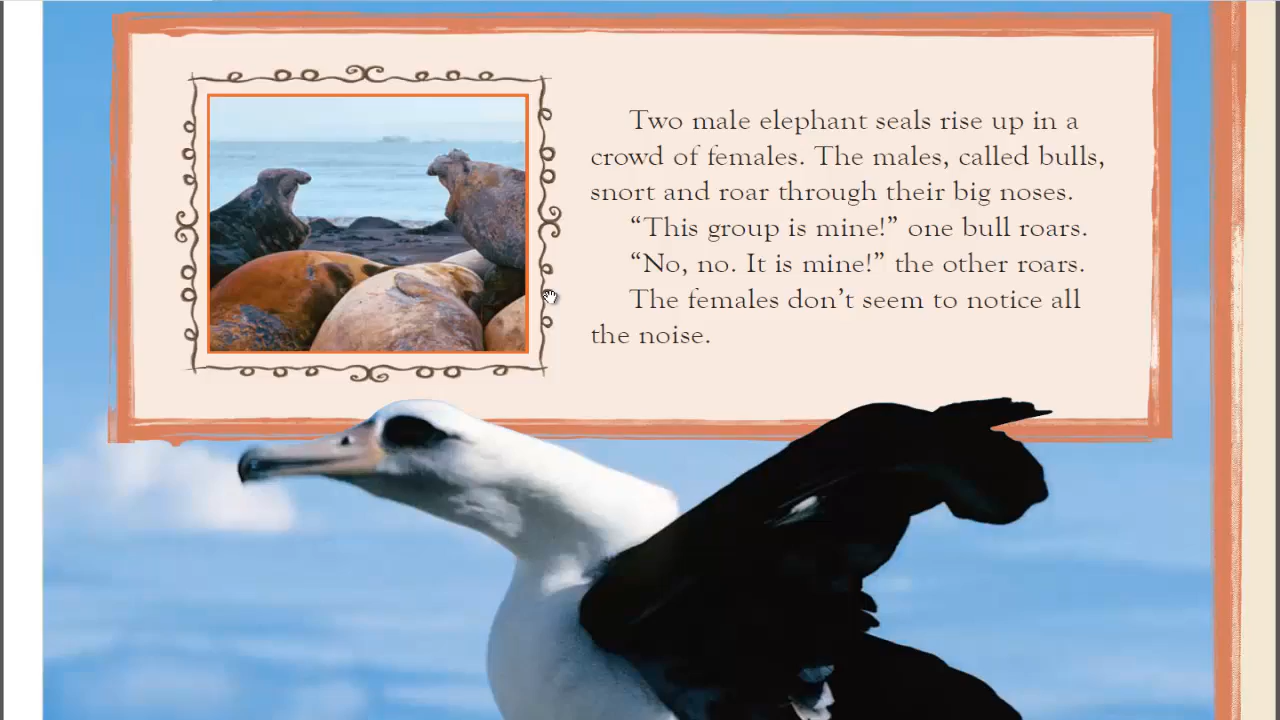 Two male elephant seals rise up in a
crowd of females. The males, called bulls,
snort and roar through their big noses.
“This group is mine!” one bull roars.
“No, no. It is mine!” the other roars.
The females don’t seem to notice all
the noise.